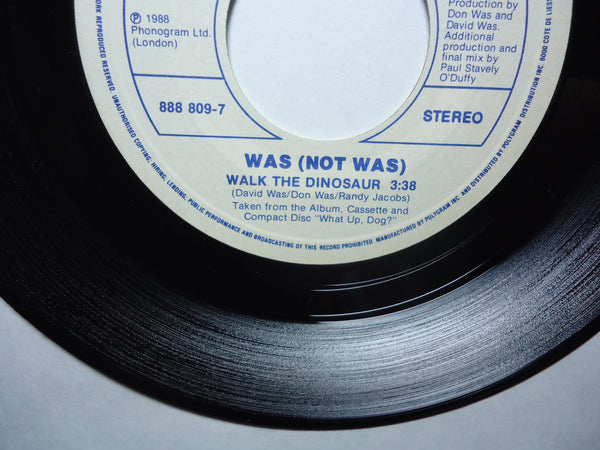 ℗ 1988
Phonogram Ltd.
(London)
Production by
Don Was and
David Was.
Additional
production and
final mix by
Paul Stavely
O'Duffy
888 809-7
STEREO
WAS (NOT WAS)
WALK THE DINOSAUR 3:38
(David Was/Don Was/Randy Jacobs)
Taken from the Album, Cassette and
Compact Disc "What Up, Dog?"
WORK REPRODUCED RESERVED. UNAUTHORISED COPYING, HIRING, LENDING, PUBLIC PERFORMANCE AND BROADCASTING OF THIS RECORD PROHIBITED. MANUFACTURED BY POLYGRAM INC. AND DISTRIBUTED BY POLYGRAM DISTRIBUTION INC. 6000 COTE DE LIESS